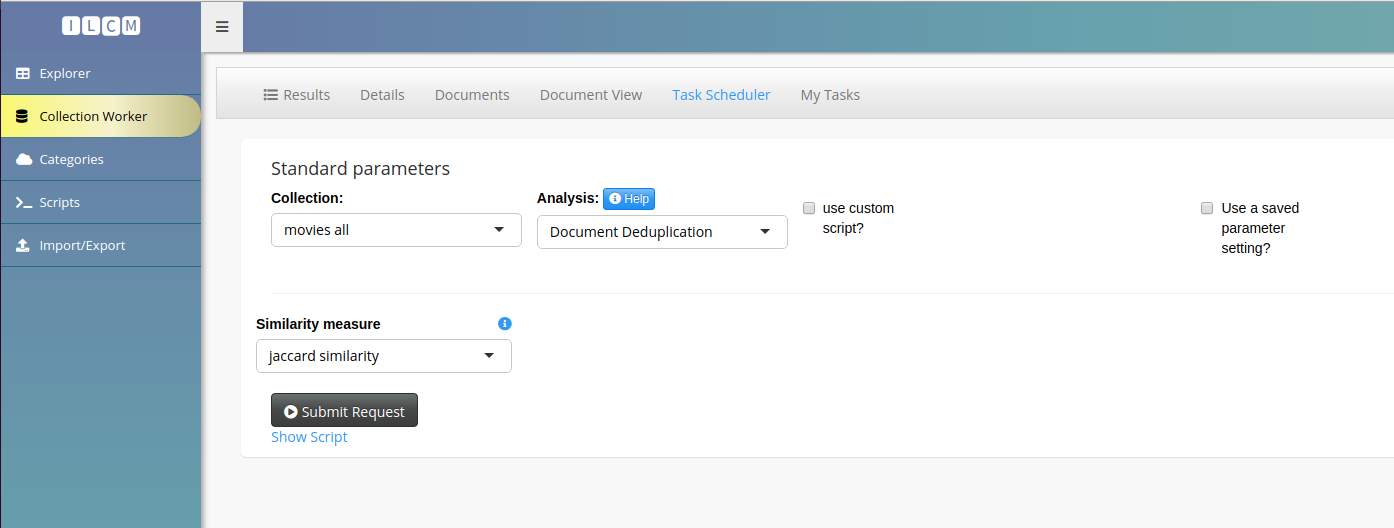 ILCM
Explorer
Collection Worker
Categories
Scripts
Import/Export
Results Details Documents Document View Task Scheduler My Tasks
Standard parameters
Collection:
movies all
Analysis: Help
Document Deduplication
use custom
script?
Use a saved
parameter
setting?
Similarity measure
jaccard similarity
Submit Request
Show Script